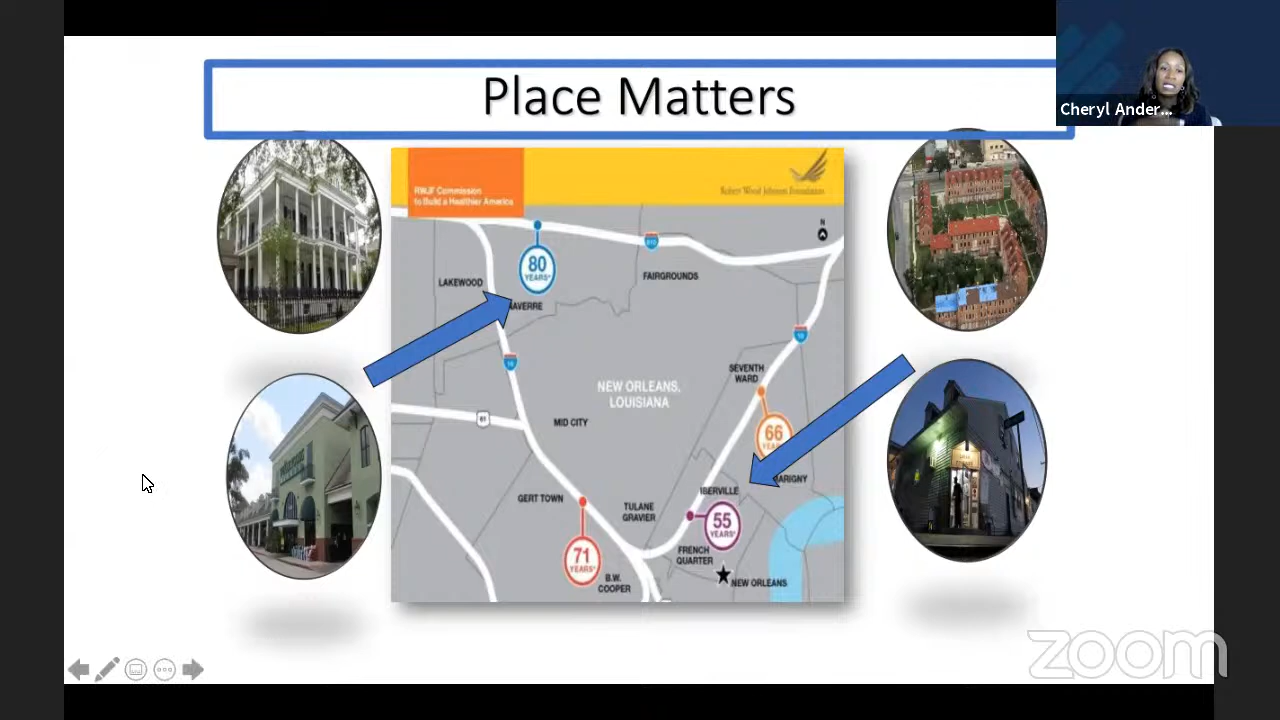 Place Matters
Cheryl Ander...
RWJF Commission
to Build a Healthier America
Robert Wood Johnson Foundation
N
80
YEARS*
610
LAKEWOOD
FAIRGROUNDS
10
10
SEVENTH
WARD
NEW ORLEANS,
LOUISIANA
61
MID CITY
66
MARIGNY
IBERVILLE
GERT TOWN
TULANE
GRAVIER
55
YEARS*
FRENCH
QUARTER
71
YEARS*
B.W.
COOPER
NEW ORLEANS
zoom